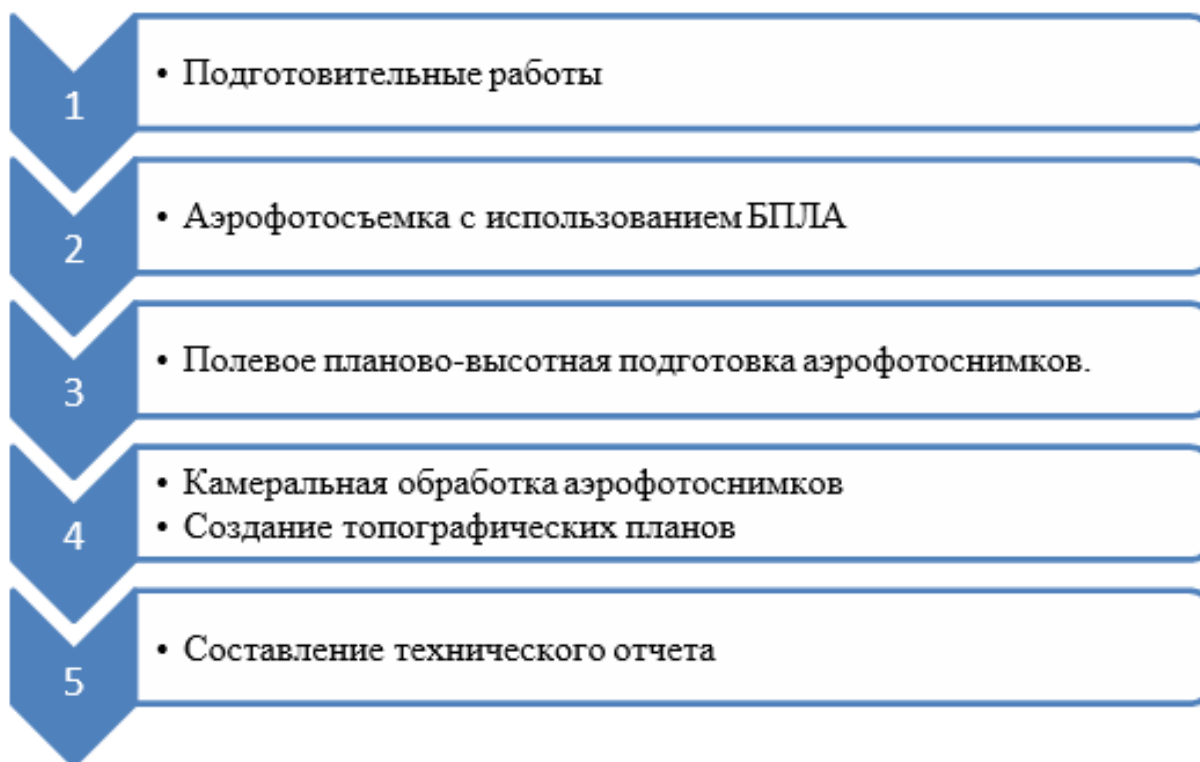 1
• Подготовительные работы
2
• Аэрофотосъемка с использованием БПЛА
3
• Полевое планово-высотная подготовка аэрофотоснимков.
4
• Камеральная обработка аэрофотоснимков
• Создание топографических планов
5
• Составление технического отчета